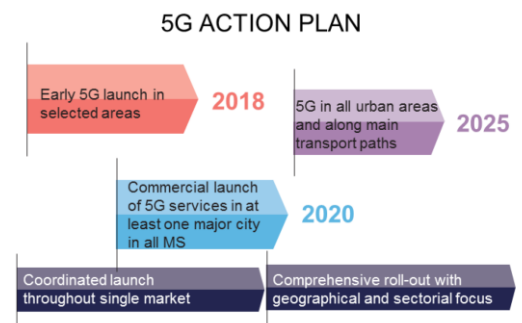 5G ACTION PLAN
Early 5G launch in
selected areas
2018
5G in all urban areas
and along main
transport paths
2025
Commercial launch
of 5G services in at
least one major city
in all MS
2020
Coordinated launch
throughout single market
Comprehensive roll-out with
geographical and sectorial focus